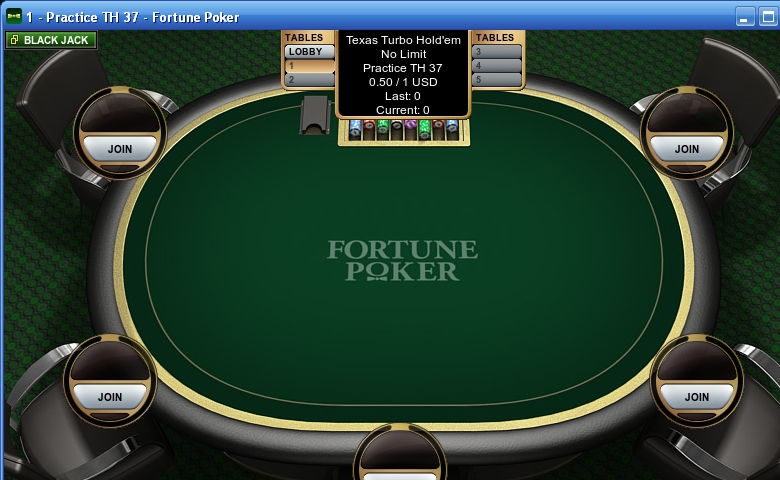 1 - Practice TH 37 - Fortune Poker
BLACK JACK
TABLES
LOBBY
1
2
Texas Turbo Hold'em
No Limit
Practice TH 37
0.50 / 1 USD
Last: 0
Current: 0
TABLES
3
4
5
JOIN
JOIN
FORTUNE
POKER
JOIN
JOIN